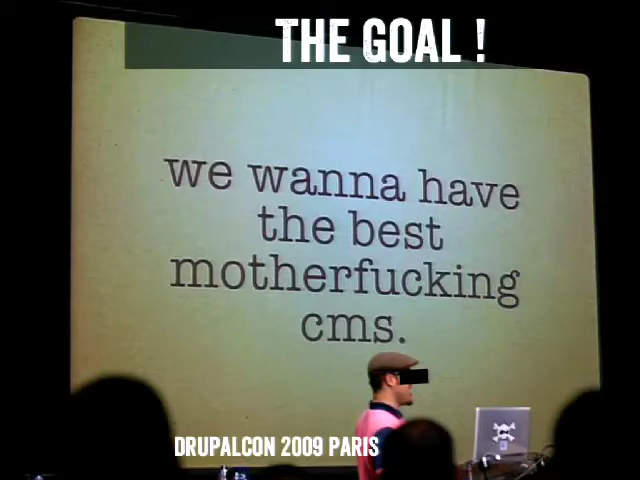 THE GOAL !
we wanna have
the best
motherfucking
cms.
DRUPALCON 2009 PARIS